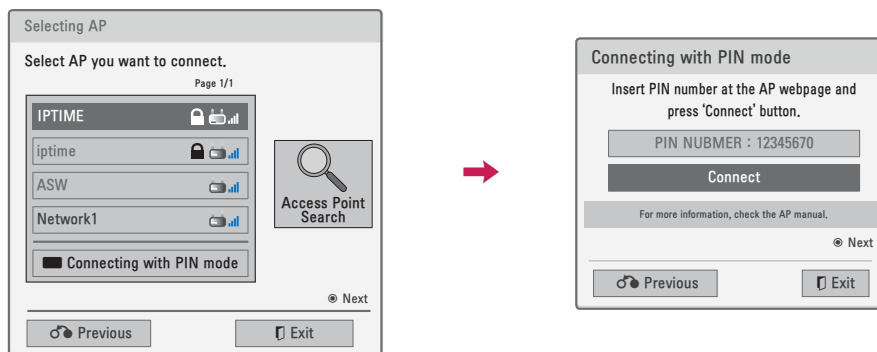 Selecting AP
Select AP you want to connect.
Page 1/1
IPTIME
iptime
ASW
Network1
Connecting with PIN mode
Access Point
Search
Next
Previous
Exit
Connecting with PIN mode
Insert PIN number at the AP webpage and
press ‘Connect’ button.
PIN NUBMER : 12345670
Connect
For more information, check the AP manual.
Next
Previous
Exit